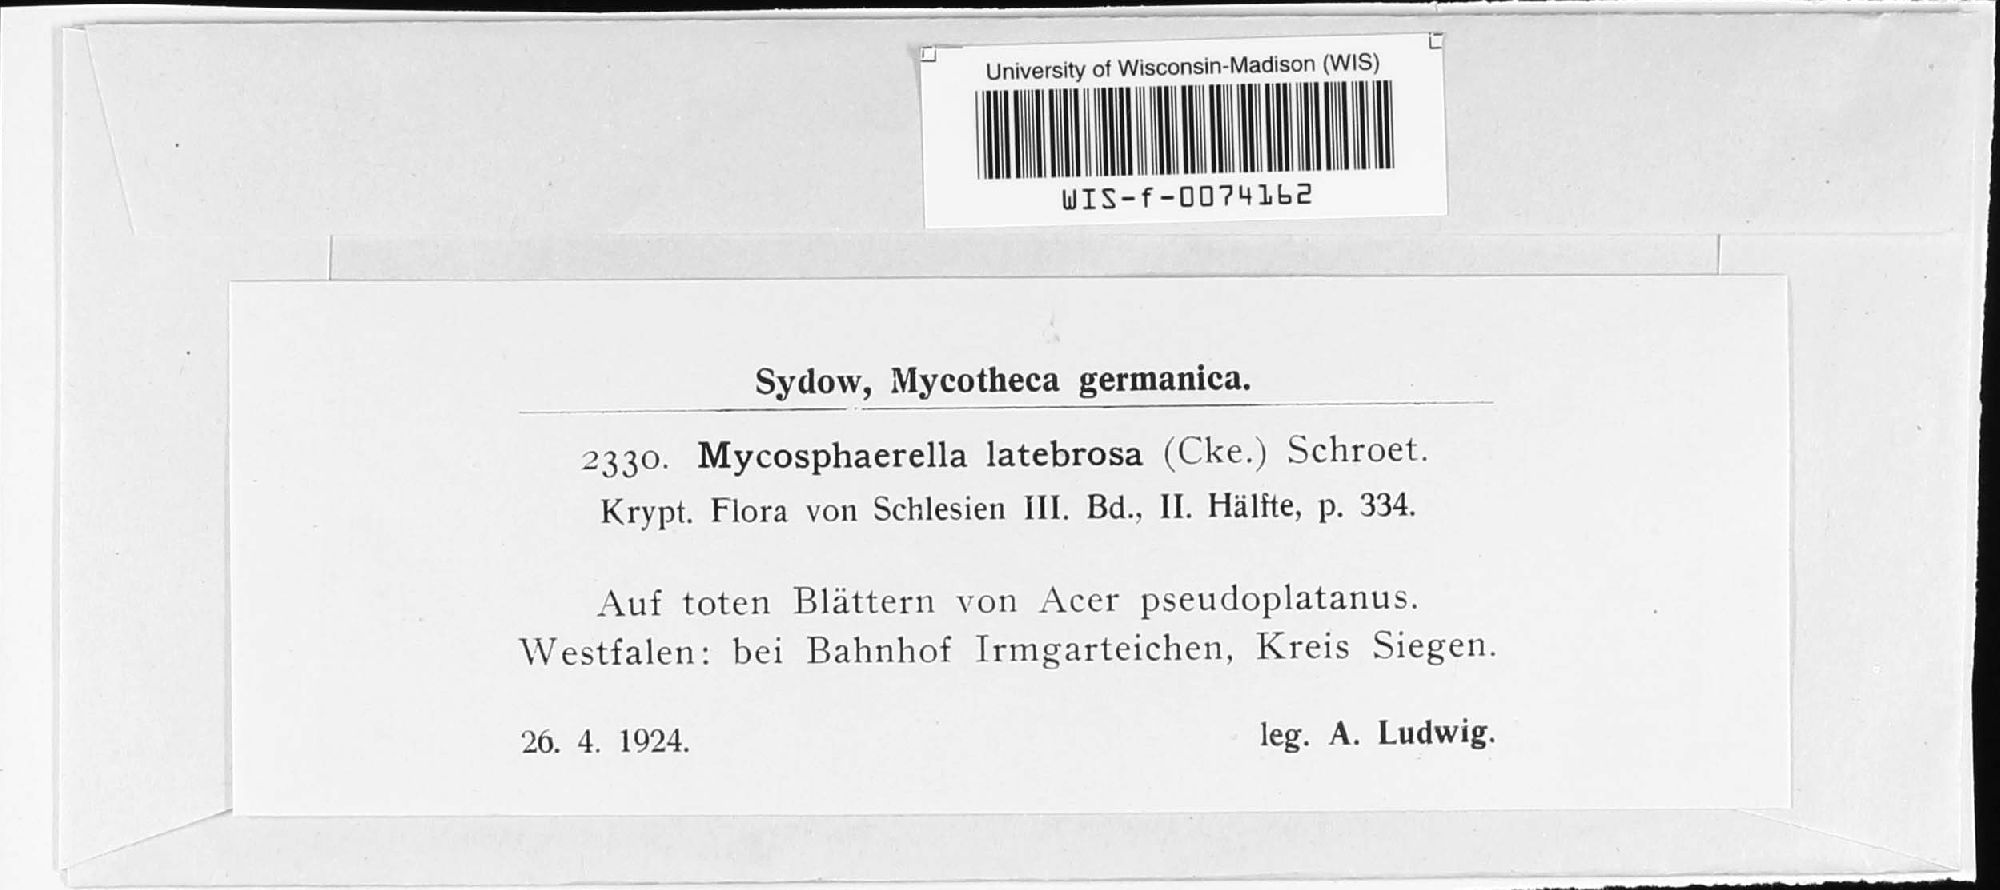 University of Wisconsin-Madison (WIS)
WIS-f-0074162
Sydow, Mycotheca germanica.
2330. Mycosphaerella latebrosa (Cke.) Schroet.
Krypt. Flora von Schlesien III. Bd., II. Hälfte, p. 334.
Auf toten Blättern von Acer pseudoplatanus.
Westfalen: bei Bahnhof Irmgarteichen, Kreis Siegen.
26. 4. 1924.
leg. A. Ludwig.